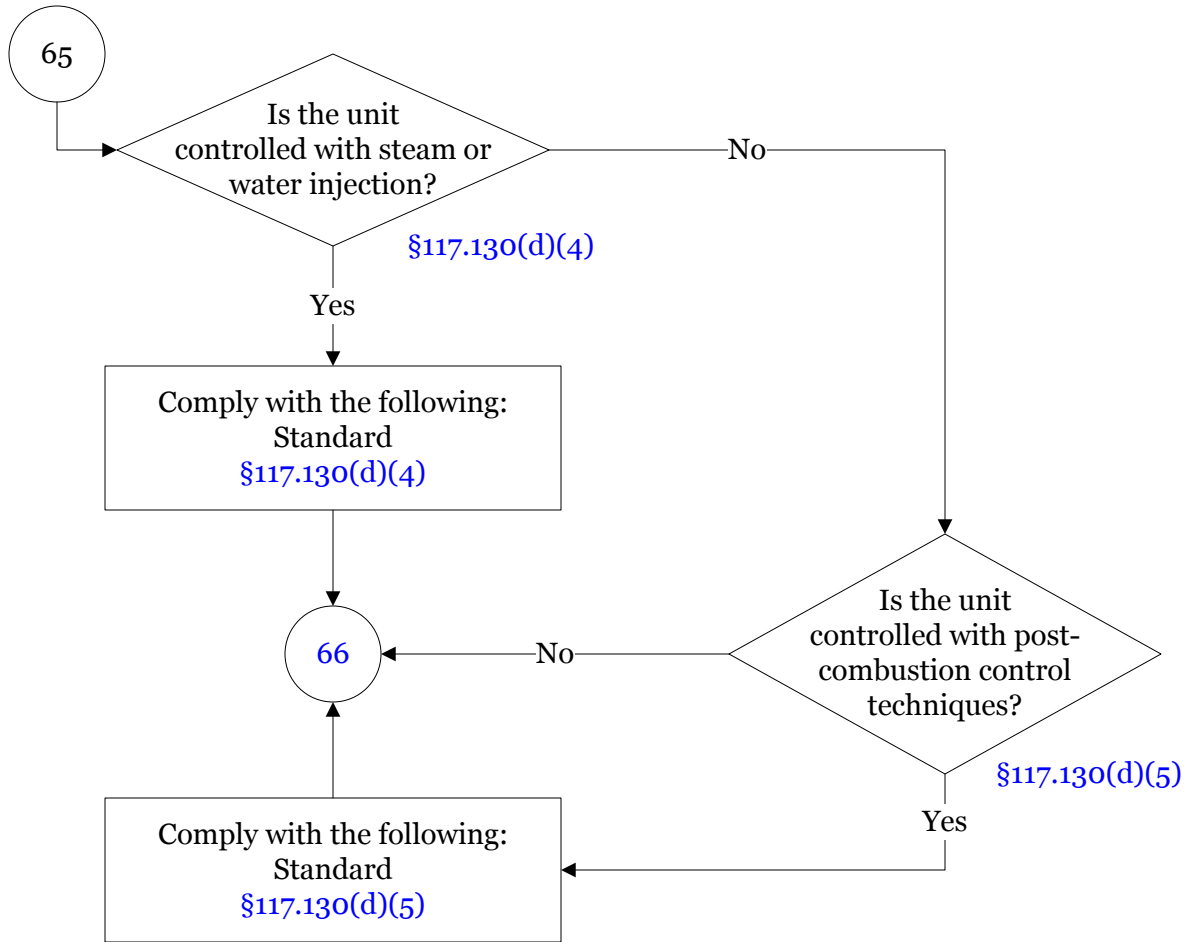 65
Is the unit
controlled with steam or
water injection?
No
§117.130(d)(4)
Yes
Comply with the following:
Standard
§117.130(d)(4)
Is the unit
controlled with post-
combustion control
techniques?
66
No
§117.130(d)(5)
Yes
Comply with the following:
Standard
§117.130(d)(5)